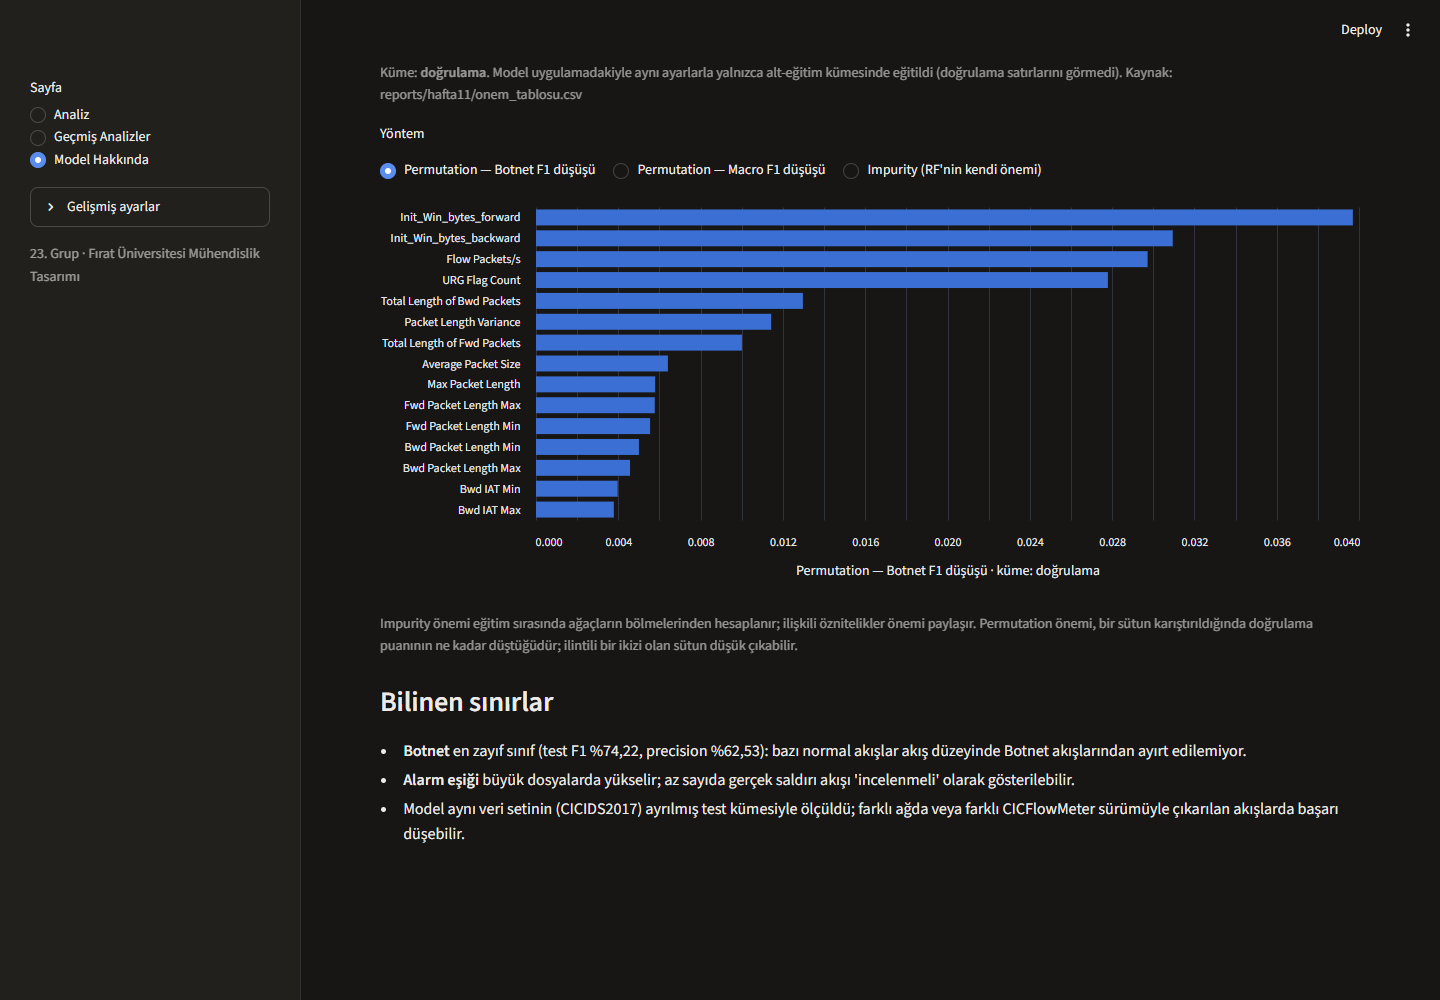 Deploy
Sayfa
Analiz
Geçmiş Analizler
Model Hakkında
Gelişmiş ayarlar
23. Grup · Fırat Üniversitesi Mühendislik
Tasarımı
Küme: doğrulama. Model uygulamadakiyle aynı ayarlarla yalnızca alt-eğitim kümesinde eğitildi (doğrulama satırlarını görmedi). Kaynak:
reports/hafta11/onem_tablosu.csv
Yöntem
Permutation — Botnet F1 düşüşü
Permutation — Macro F1 düşüşü
Impurity (RF'nin kendi önemi)
Init_Win_bytes_forward
Init_Win_bytes_backward
Flow Packets/s
URG Flag Count
Total Length of Bwd Packets
Packet Length Variance
Total Length of Fwd Packets
Average Packet Size
Max Packet Length
Fwd Packet Length Max
Fwd Packet Length Min
Bwd Packet Length Min
Bwd Packet Length Max
Bwd IAT Min
Bwd IAT Max
0.000 0.004 0.008 0.012 0.016 0.020 0.024 0.028 0.032 0.036 0.040
Permutation — Botnet F1 düşüşü · küme: doğrulama
Impurity önemi eğitim sırasında ağaçların bölmelerinden hesaplanır; ilişkili öznitelikler önemi paylaşır. Permutation önemi, bir sütun karıştırıldığında doğrulama
puanının ne kadar düştüğüdür; ilintili bir ikizi olan sütun düşük çıkabilir.
Bilinen sınırlar
• Botnet en zayıf sınıf (test F1 %74,22, precision %62,53): bazı normal akışlar akış düzeyinde Botnet akışlarından ayırt edilemiyor.
• Alarm eşiği büyük dosyalarda yükselir; az sayıda gerçek saldırı akışı 'incelenmeli' olarak gösterilebilir.
• Model aynı veri setinin (CICIDS2017) ayrılmış test kümesiyle ölçüldü; farklı ağda veya farklı CICFlowMeter sürümüyle çıkarılan akışlarda başarı
düşebilir.